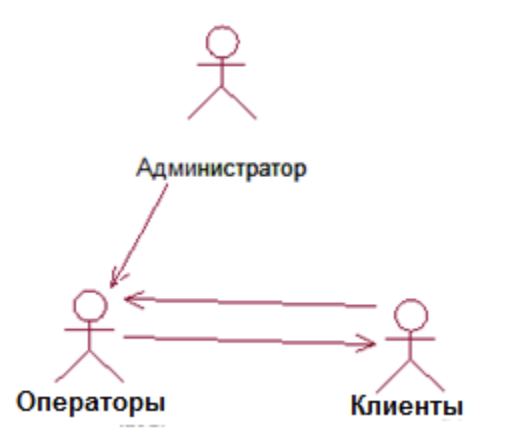 Администратор
Операторы
Клиенты